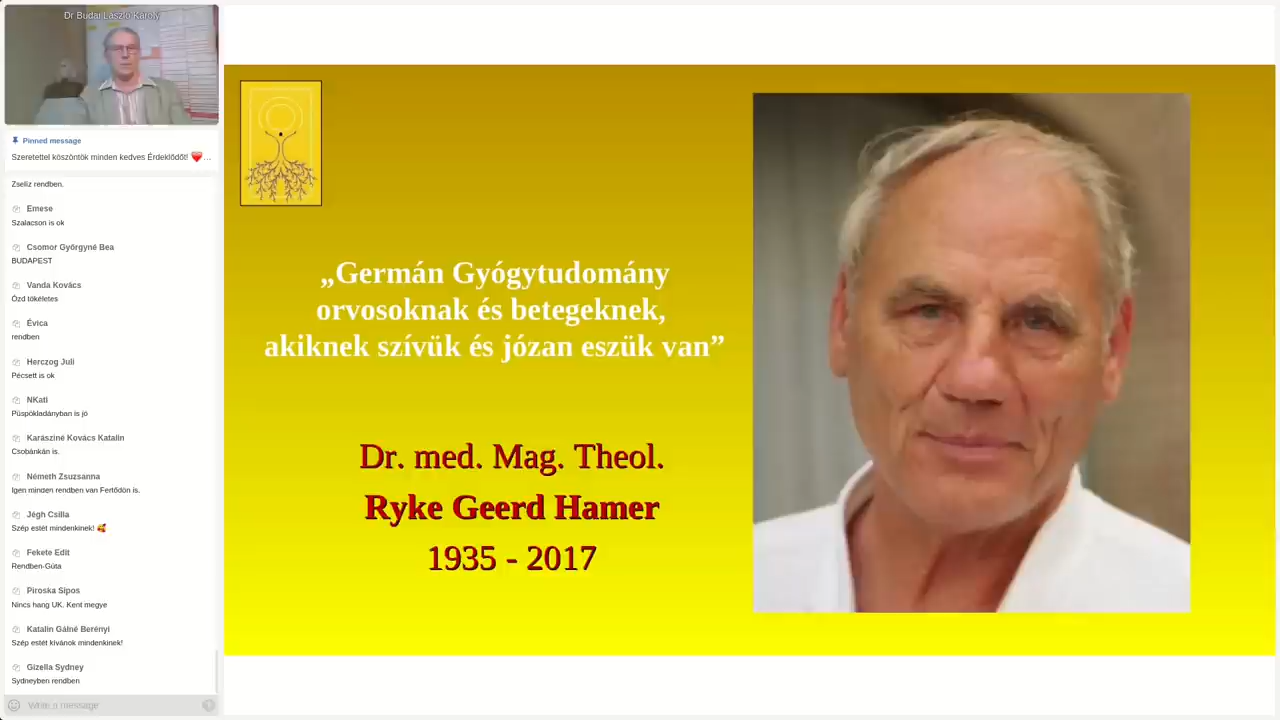 Dr Budai László Károly
Pinned message
Szeretettel köszöntök minden kedves Érdeklődőt! ❤️...
Zselíz rendben.
Emese
Szalacson is ok
Csomor Györgyné Bea
BUDAPEST
Vanda Kovács
Ózd tökéletes
Évica
rendben
Herczog Juli
Pécsett is ok
NKati
Püspökladányban is jó
Karásziné Kovács Katalin
Csobánkán is.
Németh Zsuzsanna
Igen minden rendben van Fertődön is.
Jégh Csilla
Szép estét mindenkinek! 🥰
Fekete Edit
Rendben-Gúta
Piroska Sipos
Nincs hang UK. Kent megye
Katalin Gálné Berényi
Szép estét kívánok mindenkinek!
Gizella Sydney
Sydneyben rendben
Write a message
„Germán Gyógytudomány
orvosoknak és betegeknek,
akiknek szívük és józan eszük van”
Dr. med. Mag. Theol.
Ryke Geerd Hamer
1935 - 2017